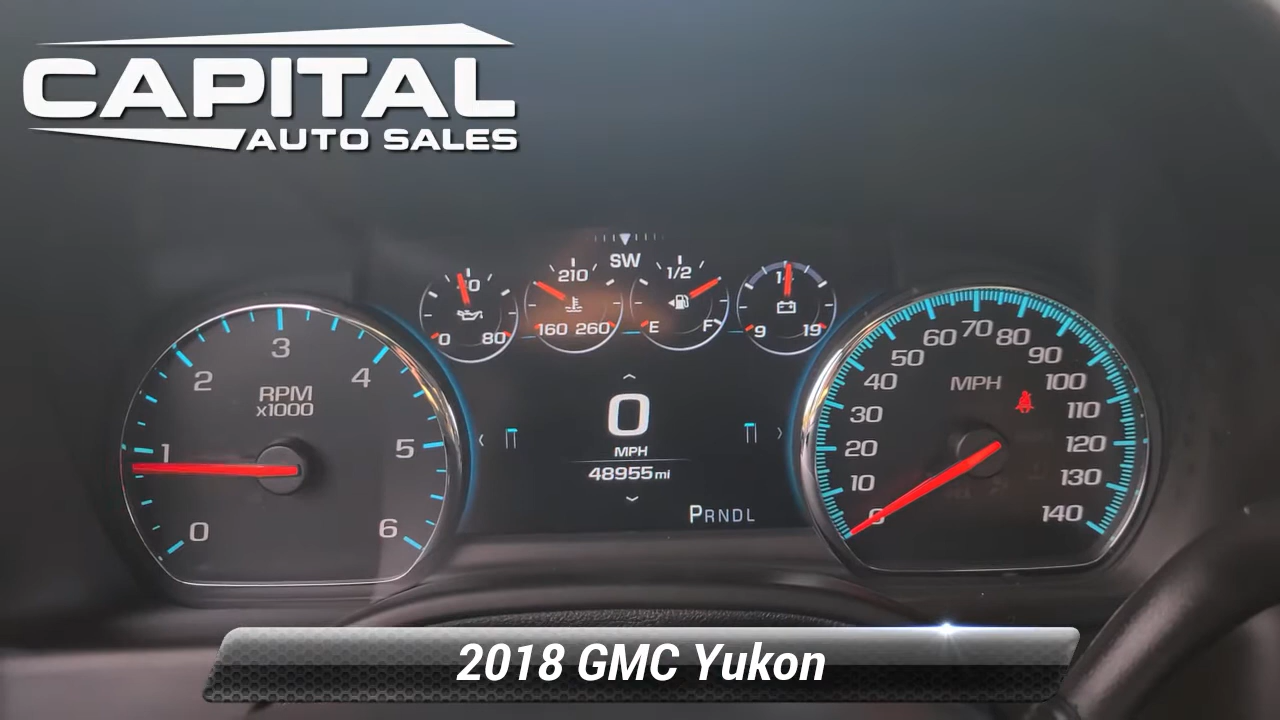 CAPITAL
AUTO SALES
SW
0 80
210
160 260
1/2
E F
9 19
0 1 2 3 4 5 6
RPM
x1000
0
MPH
48955 mi
PRNDL
0 10 20 30 40 50 60 70 80 90 100 110 120 130 140
MPH
2018 GMC Yukon